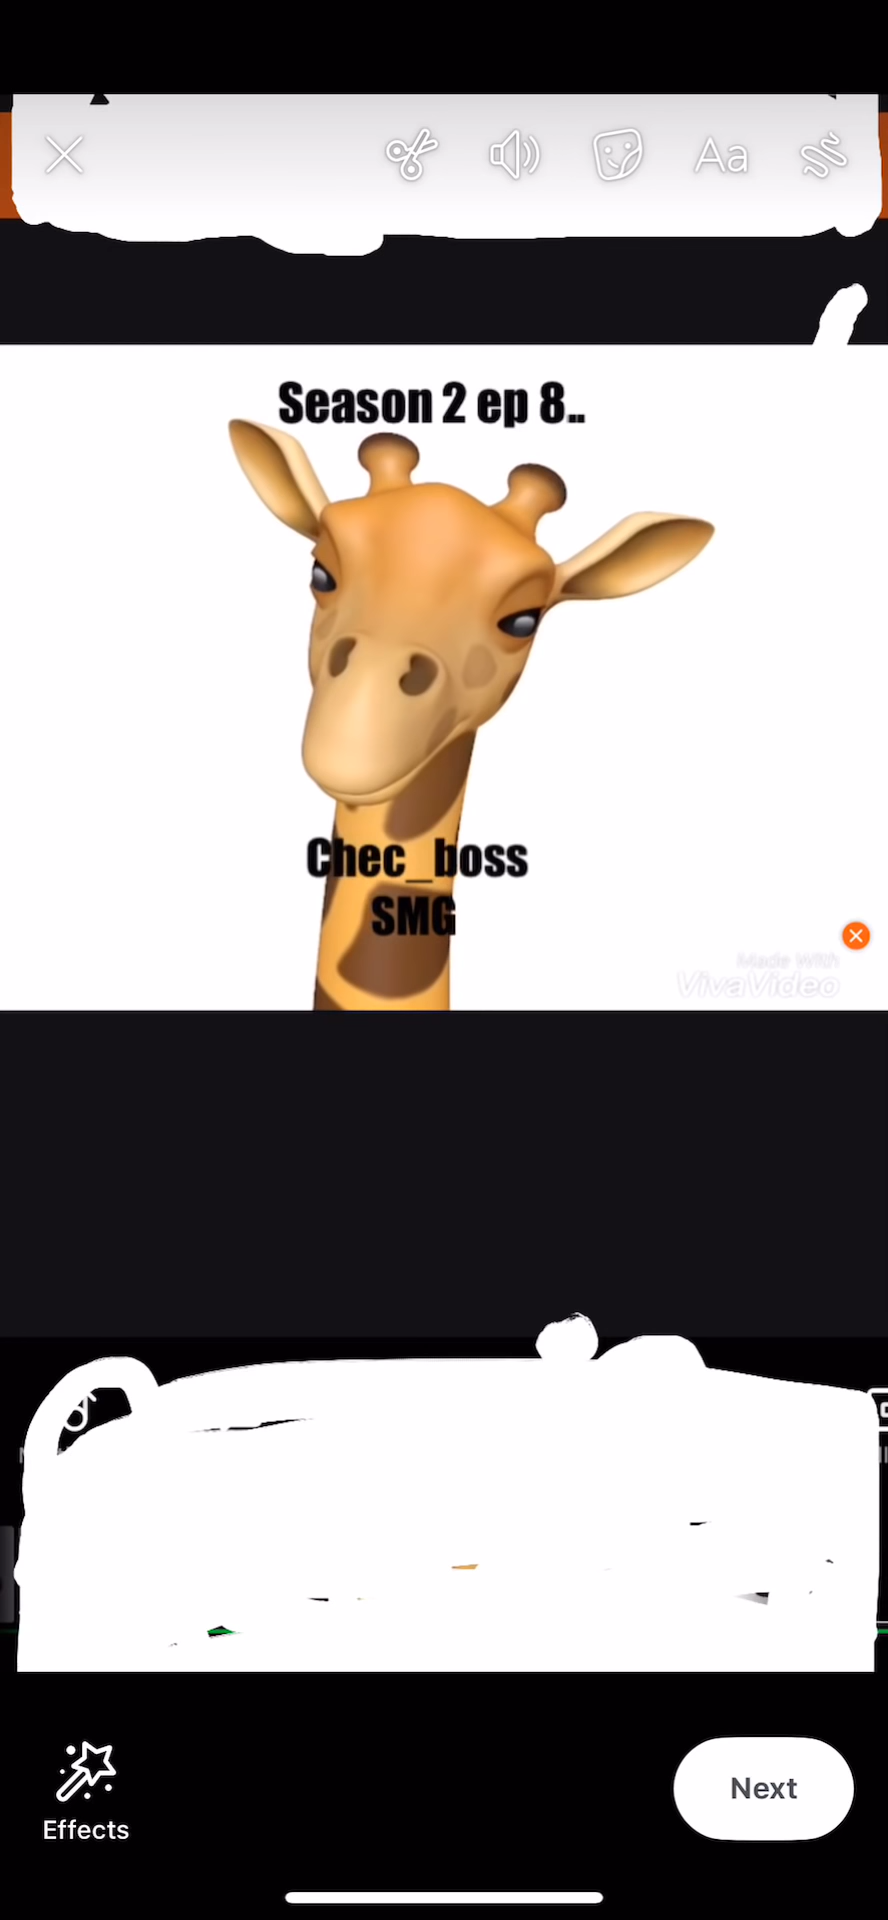 Aa
Season 2 ep 8..
Chec_boss
SMG
Made With
VivaVideo
Effects
Next